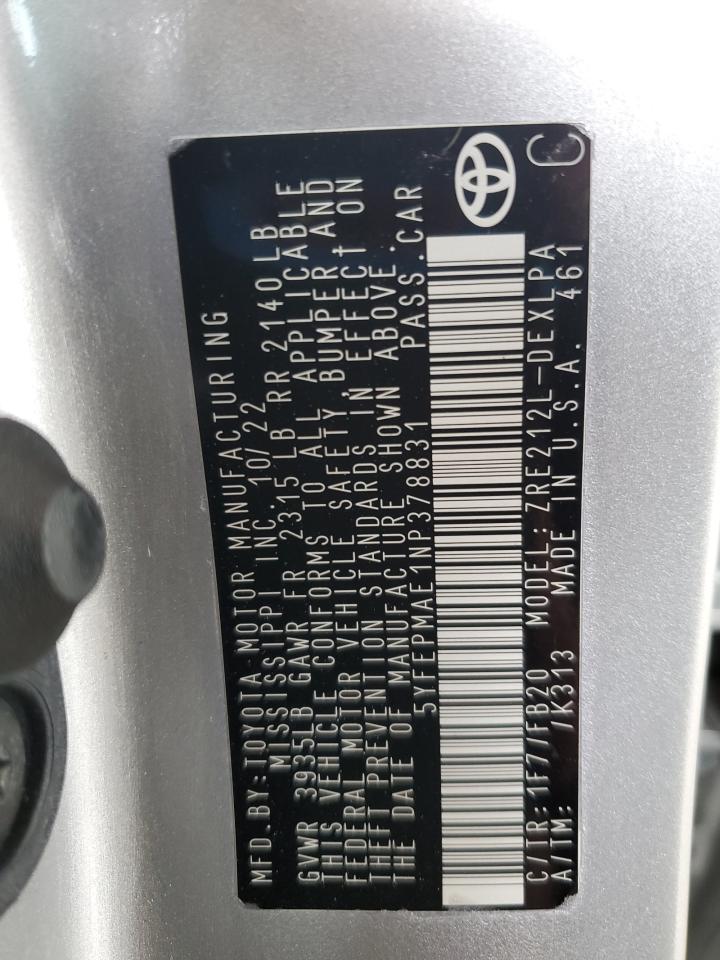 MFD.BY:TOYOTA MOTOR MANUFACTURING
MISSISSIPPI INC.10/22
GVWR 3935LB GAWR FR 2315 LB RR 2140LB
THIS VEHICLE CONFORMS TO ALL APPLICABLE
FEDERAL MOTOR VEHICLE SAFETY BUMPER AND
THEFT PREVENTION STANDARDS IN EFFECT ON
THE DATE OF MANUFACTURE SHOWN ABOVE.
5YFEPMAE1NP378831 PASS.CAR
C/TR: 1F7/FB20 MODEL: ZRE212L-DEXLPA
A/TM: /K313 MADE IN U.S.A. 461
C